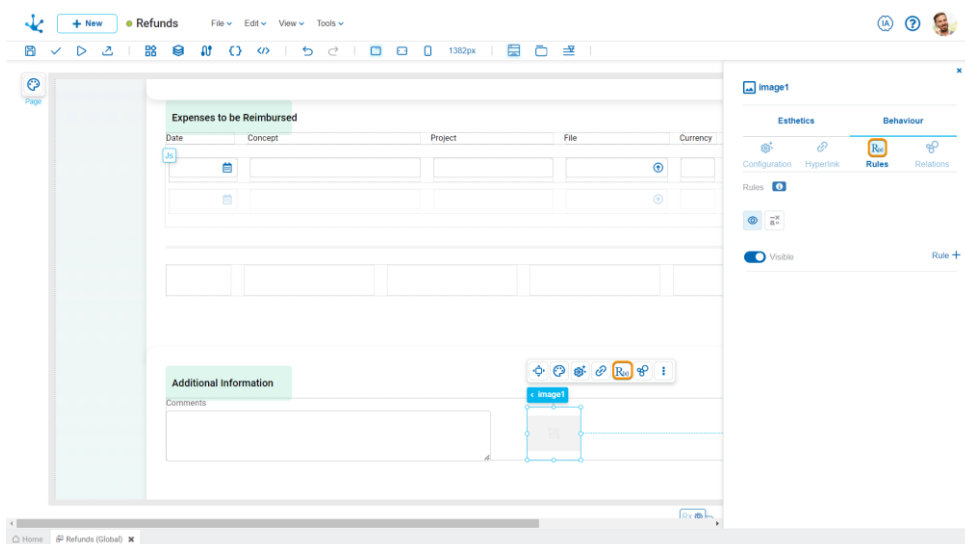 + New
Refunds
File
Edit
View
Tools
IA
?
1382px
Page
Expenses to be Reimbursed
Date
Concept
Project
File
Currency
Js
Additional Information
Comments
R(x)
‹ image1
image1
Esthetics
Behaviour
R(x)
Configuration
Hyperlink
Rules
Relations
Rules
Visible
Rule +
Home
Refunds (Global) ✖